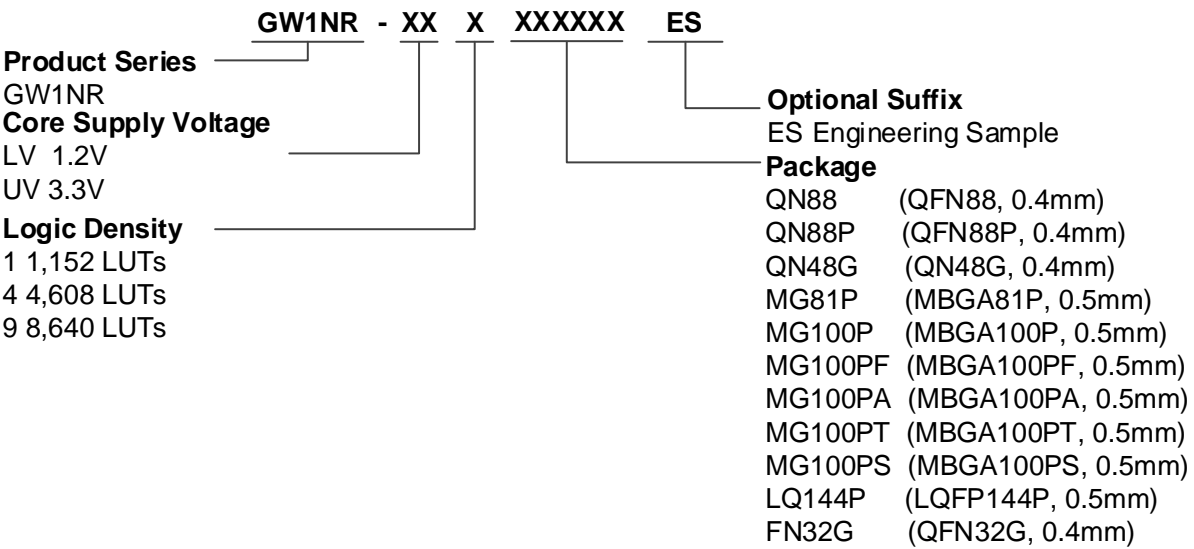 GW1NR - XX X XXXXXX ES
Product Series
GW1NR
Core Supply Voltage
LV 1.2V
UV 3.3V
Logic Density
1 1,152 LUTs
4 4,608 LUTs
9 8,640 LUTs
Optional Suffix
ES Engineering Sample
Package
QN88 (QFN88, 0.4mm)
QN88P (QFN88P, 0.4mm)
QN48G (QN48G, 0.4mm)
MG81P (MBGA81P, 0.5mm)
MG100P (MBGA100P, 0.5mm)
MG100PF (MBGA100PF, 0.5mm)
MG100PA (MBGA100PA, 0.5mm)
MG100PT (MBGA100PT, 0.5mm)
MG100PS (MBGA100PS, 0.5mm)
LQ144P (LQFP144P, 0.5mm)
FN32G (QFN32G, 0.4mm)